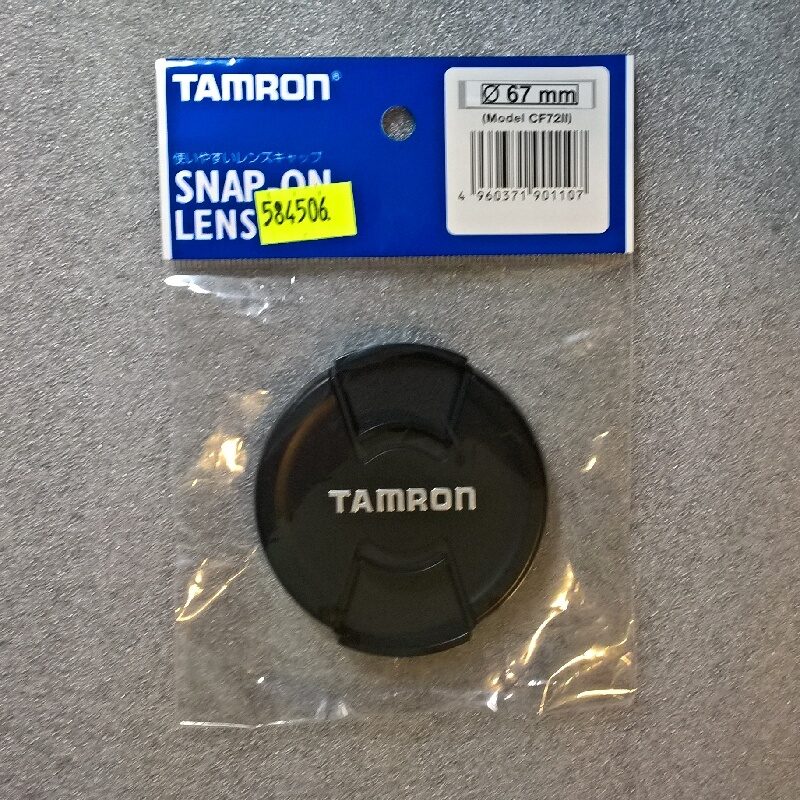 TAMRON®
Ø 67 mm
(Model CF72II)
4 960371 901107
使いやすいレンズキャップ
SNAP-ON
LENS
584506
TAMRON